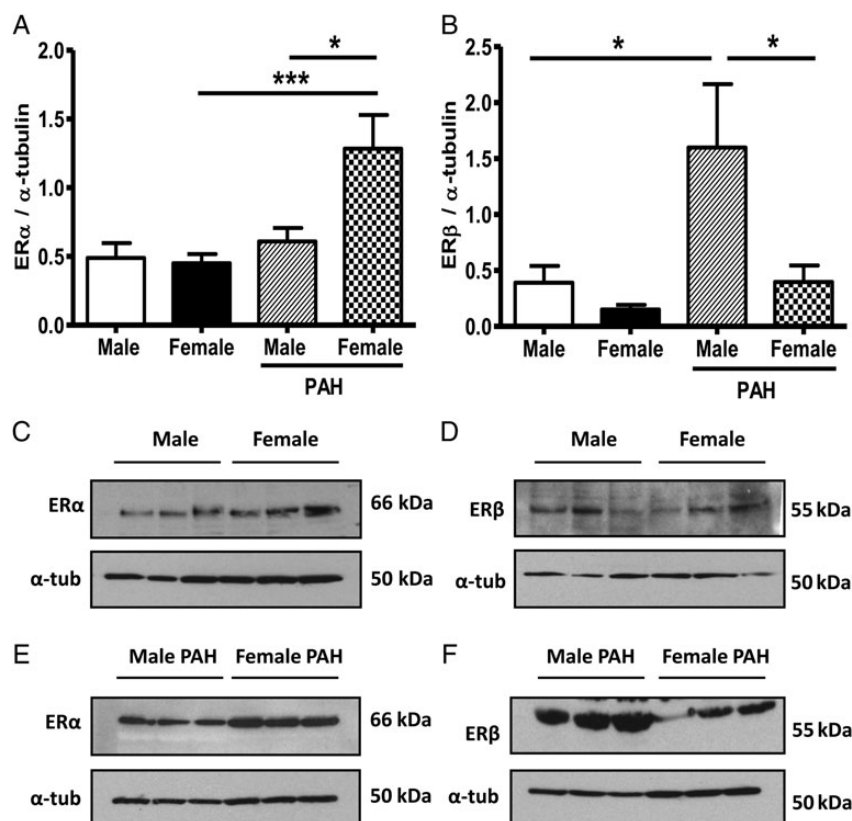 A
ERα / α-tubulin
2.0
1.5
1.0
0.5
0.0
*
***
Male
Female
Male
Female
PAH
B
ERβ / α-tubulin
2.5
2.0
1.5
1.0
0.5
0.0
*
*
Male
Female
Male
Female
PAH
C
Male
Female
ERα
66 kDa
α-tub
50 kDa
D
Male
Female
ERβ
55 kDa
α-tub
50 kDa
E
Male PAH
Female PAH
ERα
66 kDa
α-tub
50 kDa
F
Male PAH
Female PAH
ERβ
55 kDa
α-tub
50 kDa